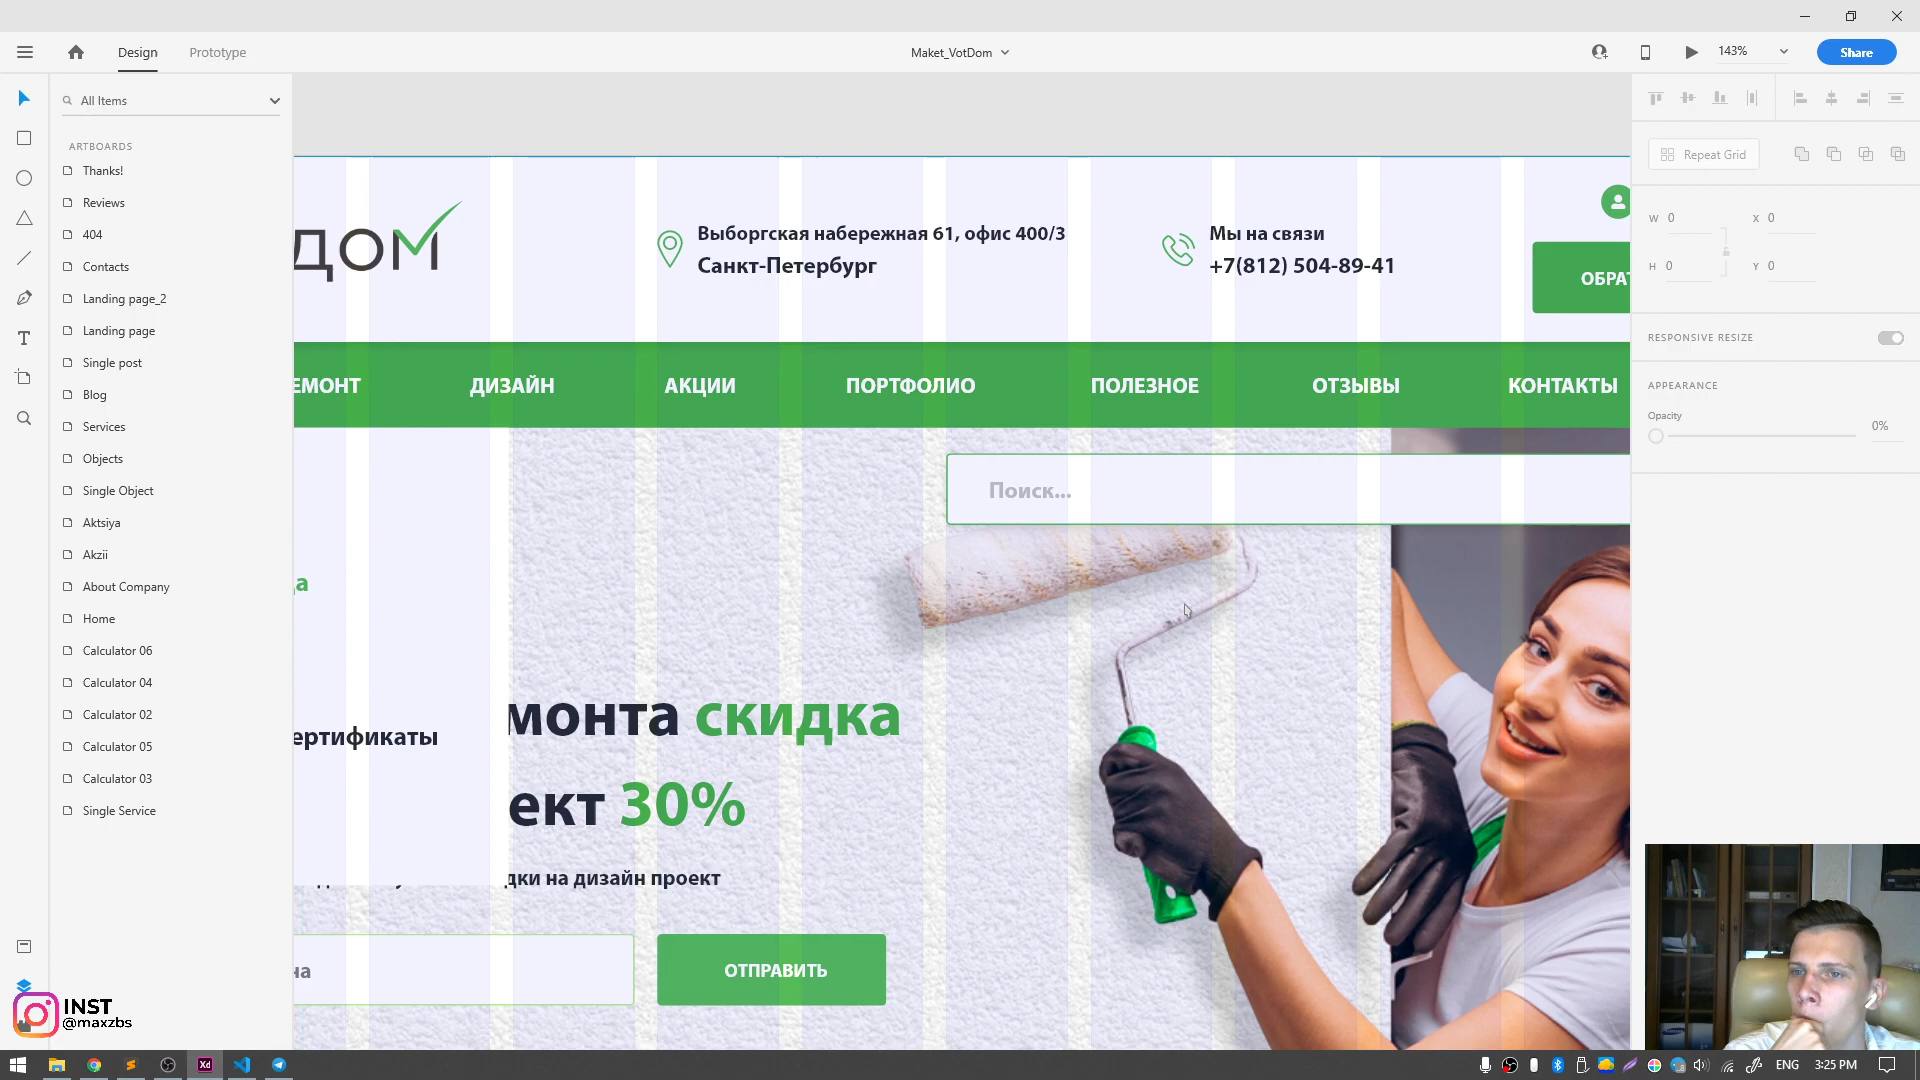 Design
Prototype
Maket_VotDom
143%
Share
All Items
ARTBOARDS
Thanks!
Reviews
404
Contacts
Landing page_2
Landing page
Single post
Blog
Services
Objects
Single Object
Aktsiya
Akzii
About Company
Home
Calculator 06
Calculator 04
Calculator 02
Calculator 05
Calculator 03
Single Service
ДОМ
Выборгская набережная 61, офис 400/3
Санкт-Петербург
Мы на связи
+7(812) 504-89-41
ОБРАТ
ЕМОНТ
ДИЗАЙН
АКЦИИ
ПОРТФОЛИО
ПОЛЕЗНОЕ
ОТЗЫВЫ
КОНТАКТЫ
Поиск...
монта скидка
ект 30%
ертификаты
дки на дизайн проект
на
ОТПРАВИТЬ
Repeat Grid
W 0
X 0
H 0
Y 0
RESPONSIVE RESIZE
APPEARANCE
Opacity
0%
INST
@maxzbs
Xd
ENG
3:25 PM